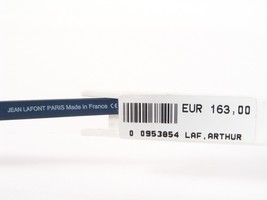 JEAN LAFONT PARIS Made in France CE
EUR 163,00
0 0953854 LAF,ARTHUR